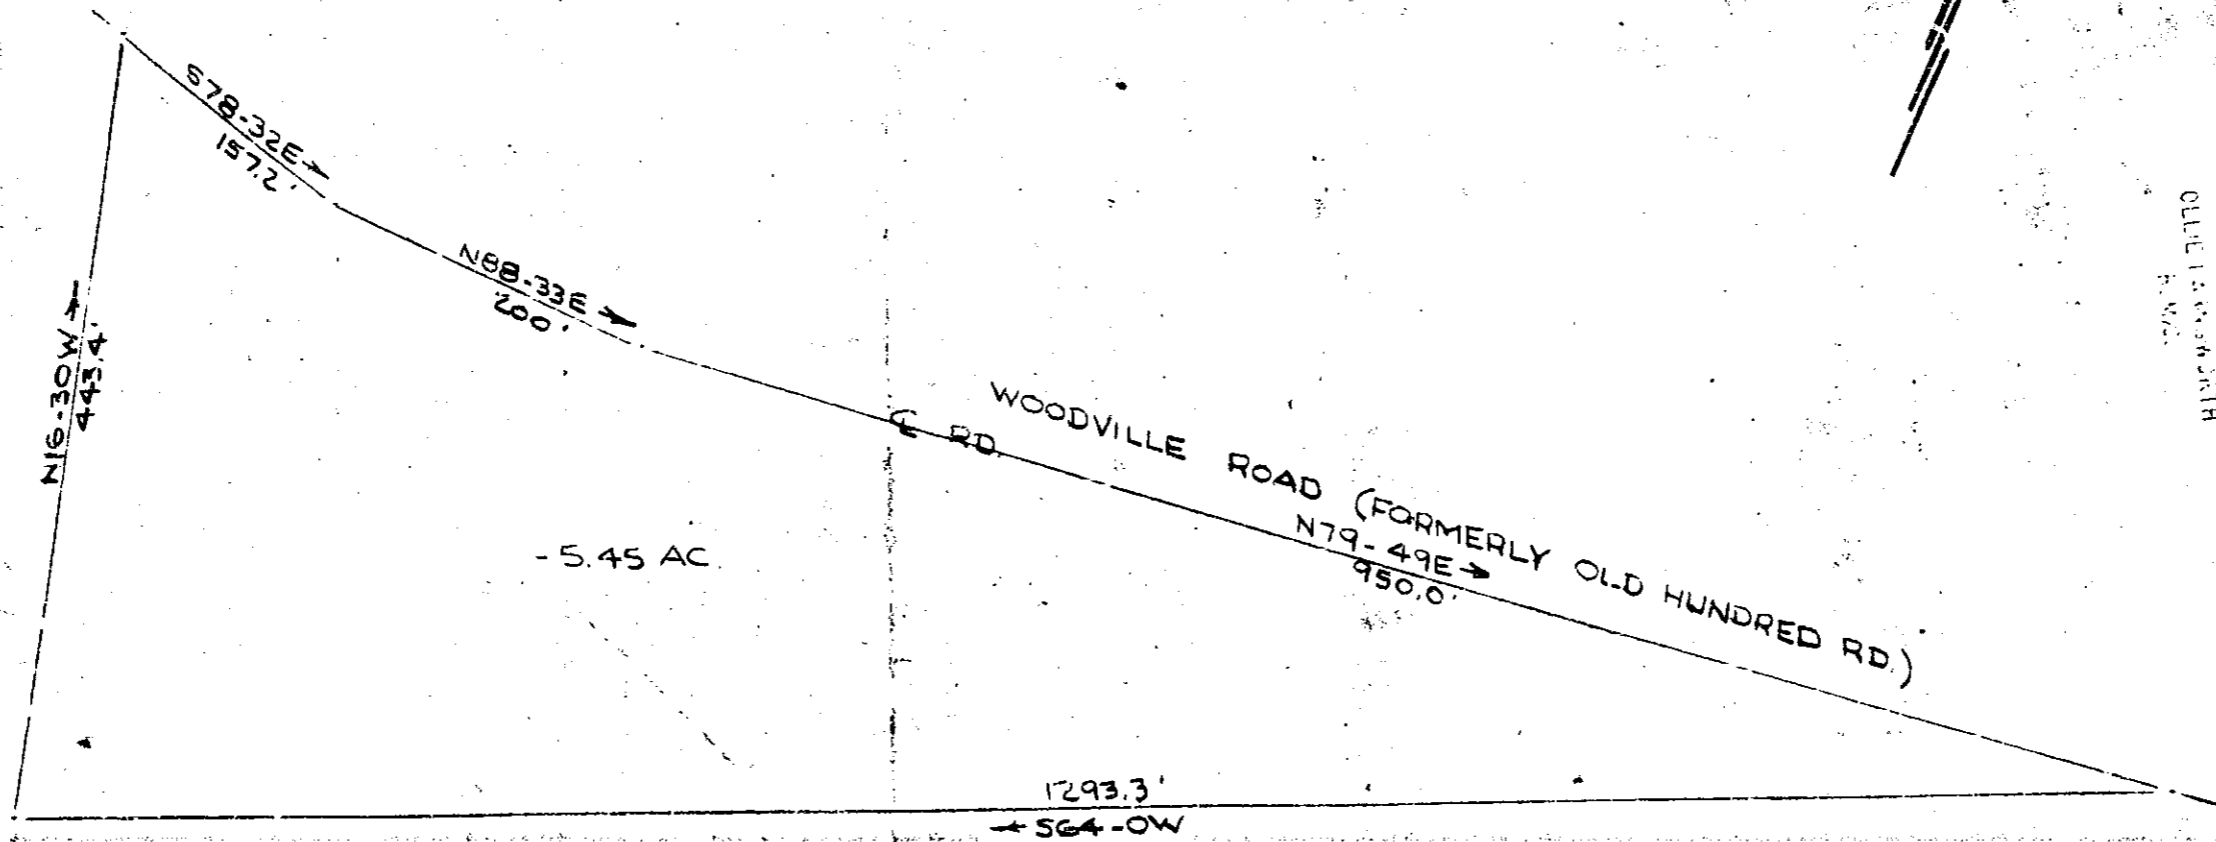 S78-32E
157.2'
N88-33E
200'
N16-30W
443.4'
℄ RD.
WOODVILLE ROAD (FORMERLY OLD HUNDRED RD.)
N79-49E
950.0'
- 5.45 AC.
1293.3'
S64-0W